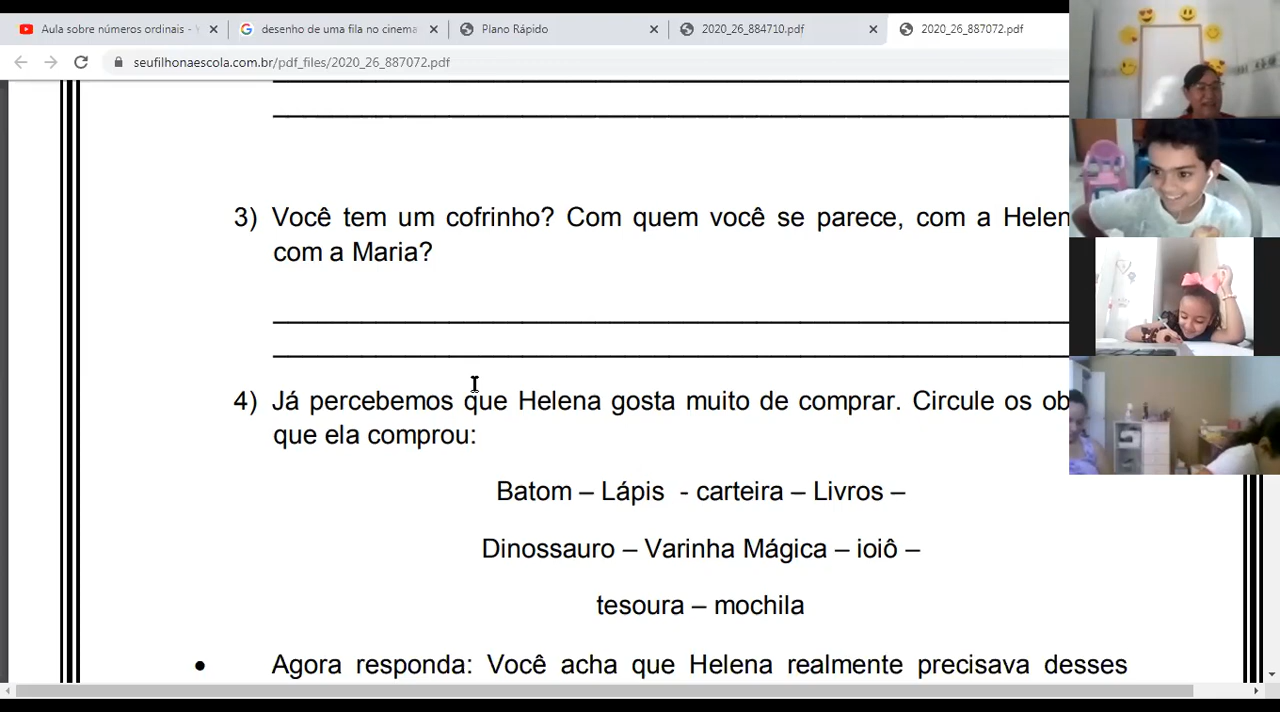 Aula sobre números ordinais - Y
desenho de uma fila no cinema
Plano Rápido
2020_26_884710.pdf
2020_26_887072.pdf
seufilhonaescola.com.br/pdf_files/2020_26_887072.pdf
3) Você tem um cofrinho? Com quem você se parece, com a Helen
com a Maria?
4) Já percebemos que Helena gosta muito de comprar. Circule os ob
que ela comprou:
Batom – Lápis - carteira – Livros –
Dinossauro – Varinha Mágica – ioiô –
tesoura – mochila
• Agora responda: Você acha que Helena realmente precisava desses